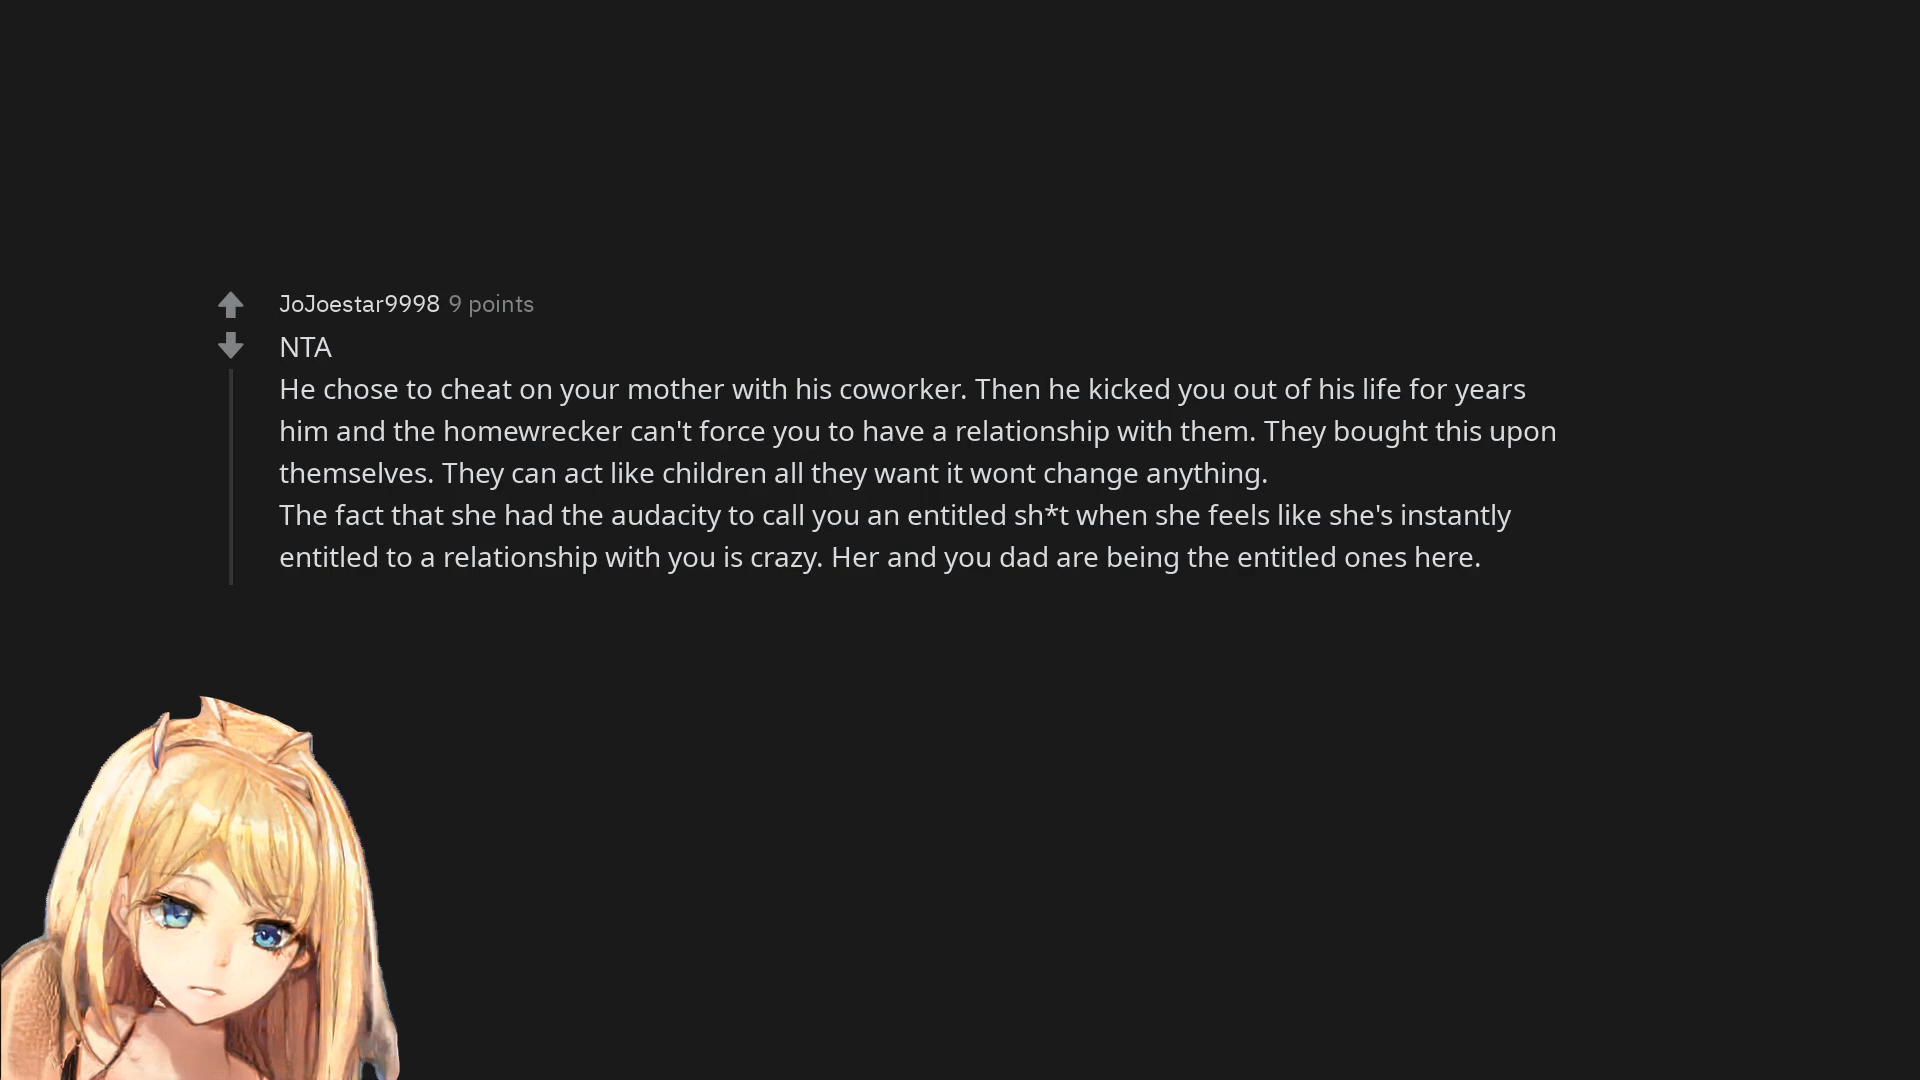 JoJoestar9998 9 points
NTA
He chose to cheat on your mother with his coworker. Then he kicked you out of his life for years
him and the homewrecker can't force you to have a relationship with them. They bought this upon
themselves. They can act like children all they want it wont change anything.
The fact that she had the audacity to call you an entitled sh*t when she feels like she's instantly
entitled to a relationship with you is crazy. Her and you dad are being the entitled ones here.